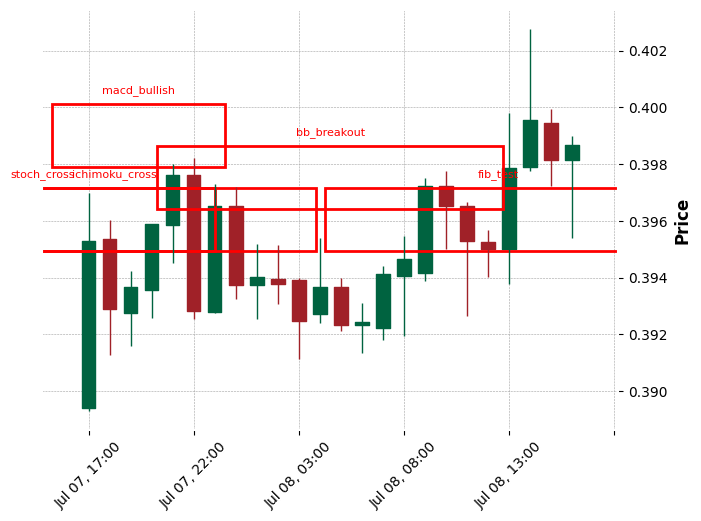 macd_bullish
bb_breakout
stoch_cross
ichimoku_cross
0.402
0.400
0.398
0.396
0.394
0.392
0.390
Price
Jul 07, 17:00
Jul 07, 22:00
Jul 08, 03:00
Jul 08, 08:00
Jul 08, 13:00